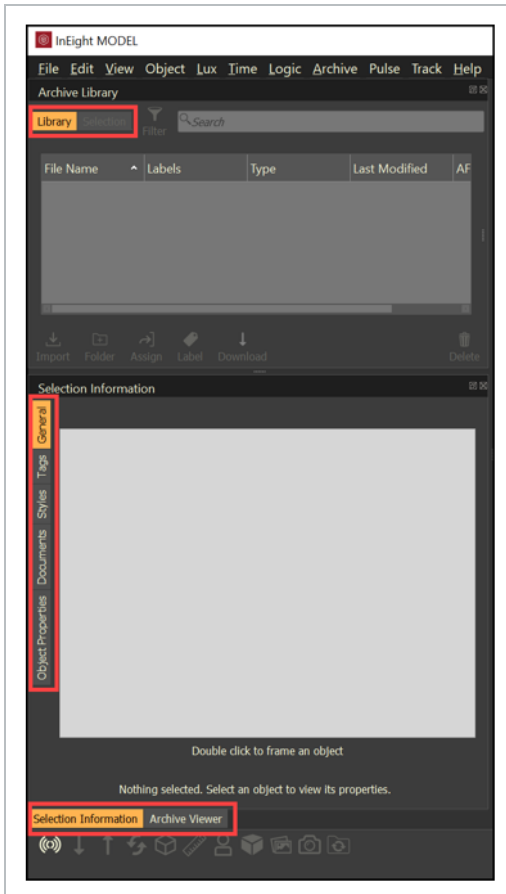 InEight MODEL
File Edit View Object Lux Time Logic Archive Pulse Track Help
Archive Library
Library Selection Filter Search
File Name Labels Type Last Modified AF
Import Folder Assign Label Download Delete
Selection Information
General
Tags
Styles
Documents
Object Properties
Double click to frame an object
Nothing selected. Select an object to view its properties.
Selection Information Archive Viewer